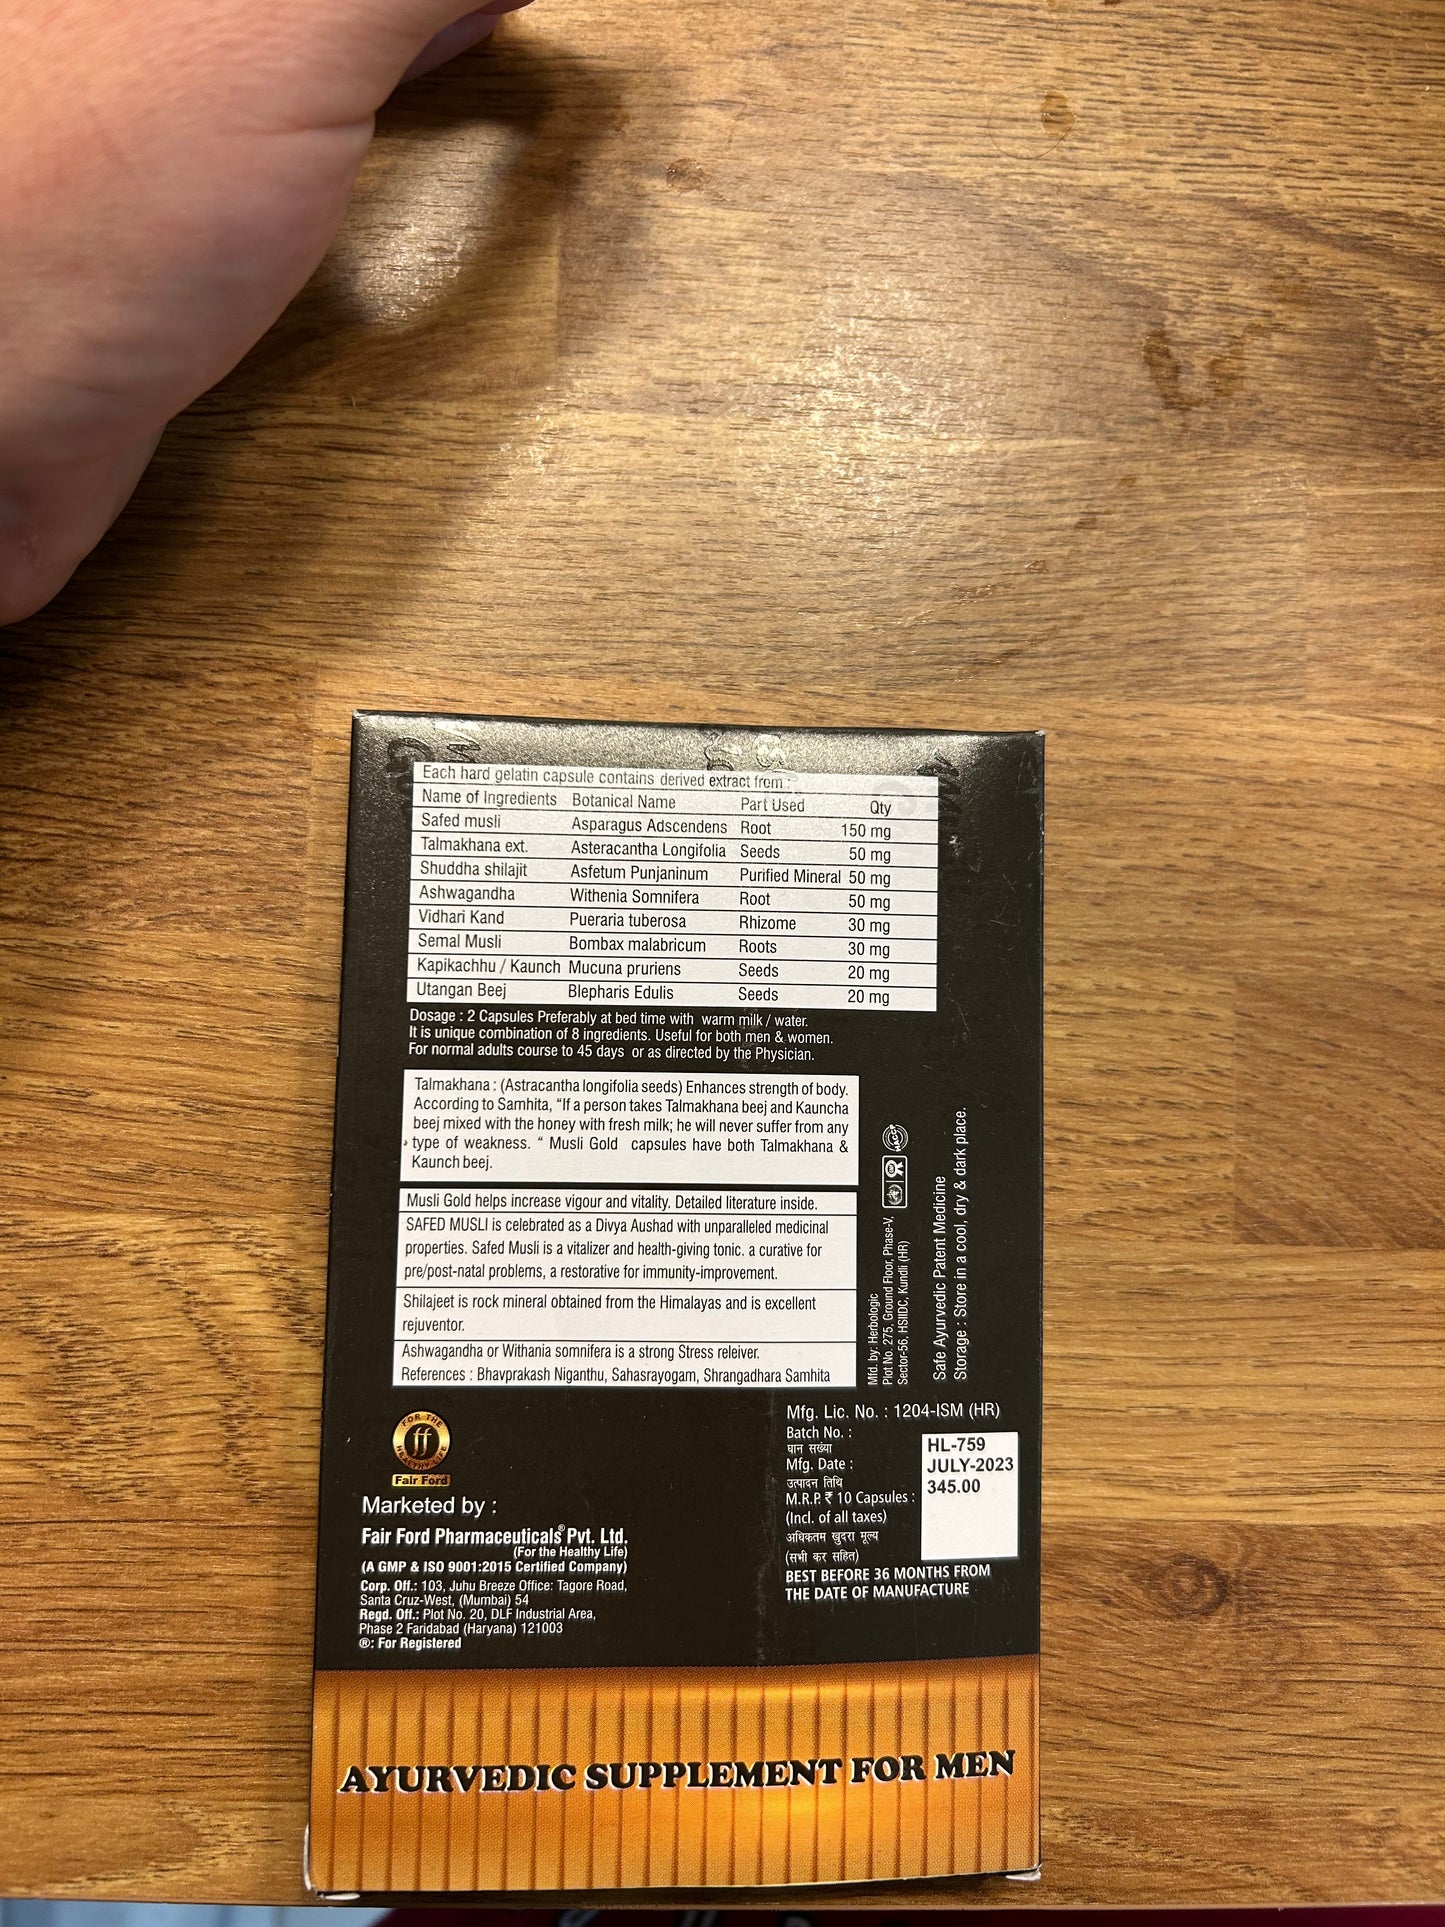 Each hard gelatin capsule contains derived extract from :
Name of Ingredients Botanical Name Part Used Qty
Safed musli Asparagus Adscendens Root 150 mg
Talmakhana ext. Asteracantha Longifolia Seeds 50 mg
Shuddha shilajit Asfetum Punjaninum Purified Mineral 50 mg
Ashwagandha Withenia Somnifera Root 50 mg
Vidhari Kand Pueraria tuberosa Rhizome 30 mg
Semal Musli Bombax malabricum Roots 30 mg
Kapikachhu / Kaunch Mucuna pruriens Seeds 20 mg
Utangan Beej Blepharis Edulis Seeds 20 mg
Dosage : 2 Capsules Preferably at bed time with warm milk / water.
It is unique combination of 8 ingredients. Useful for both men & women.
For normal adults course to 45 days or as directed by the Physician.
Talmakhana : (Astracantha longifolia seeds) Enhances strength of body.
According to Samhita, “If a person takes Talmakhana beej and Kauncha
beej mixed with the honey with fresh milk; he will never suffer from any
type of weakness. “ Musli Gold capsules have both Talmakhana &
Kaunch beej.
Musli Gold helps increase vigour and vitality. Detailed literature inside.
SAFED MUSLI is celebrated as a Divya Aushad with unparalleled medicinal
properties. Safed Musli is a vitalizer and health-giving tonic. a curative for
pre/post-natal problems, a restorative for immunity-improvement.
Shilajeet is rock mineral obtained from the Himalayas and is excellent
rejuventor.
Ashwagandha or Withania somnifera is a strong Stress releiver.
References : Bhavprakash Niganthu, Sahasrayogam, Shrangadhara Samhita
HACCP
Mfd. by: Herbologic
Plot No. 275, Ground Floor, Phase-V,
Sector-56, HSIIDC, Kundli (HR)
Safe Ayurvedic Patent Medicine
Storage : Store in a cool, dry & dark place.
FOR THE
ff
HEALTHY LIFE
Fair Ford
Marketed by :
Fair Ford Pharmaceuticals® Pvt. Ltd.
(For the Healthy Life)
(A GMP & ISO 9001:2015 Certified Company)
Corp. Off.: 103, Juhu Breeze Office: Tagore Road,
Santa Cruz-West, (Mumbai) 54
Regd. Off.: Plot No. 20, DLF Industrial Area,
Phase 2 Faridabad (Haryana) 121003
®: For Registered
Mfg. Lic. No. : 1204-ISM (HR)
Batch No. :
घान सख्या
HL-759
Mfg. Date :
उत्पादन तिथि
JULY-2023
M.R.P. ₹ 10 Capsules :
345.00
(Incl. of all taxes)
अधिकतम खुदरा मूल्य
(सभी कर सहित)
BEST BEFORE 36 MONTHS FROM
THE DATE OF MANUFACTURE
AYURVEDIC SUPPLEMENT FOR MEN